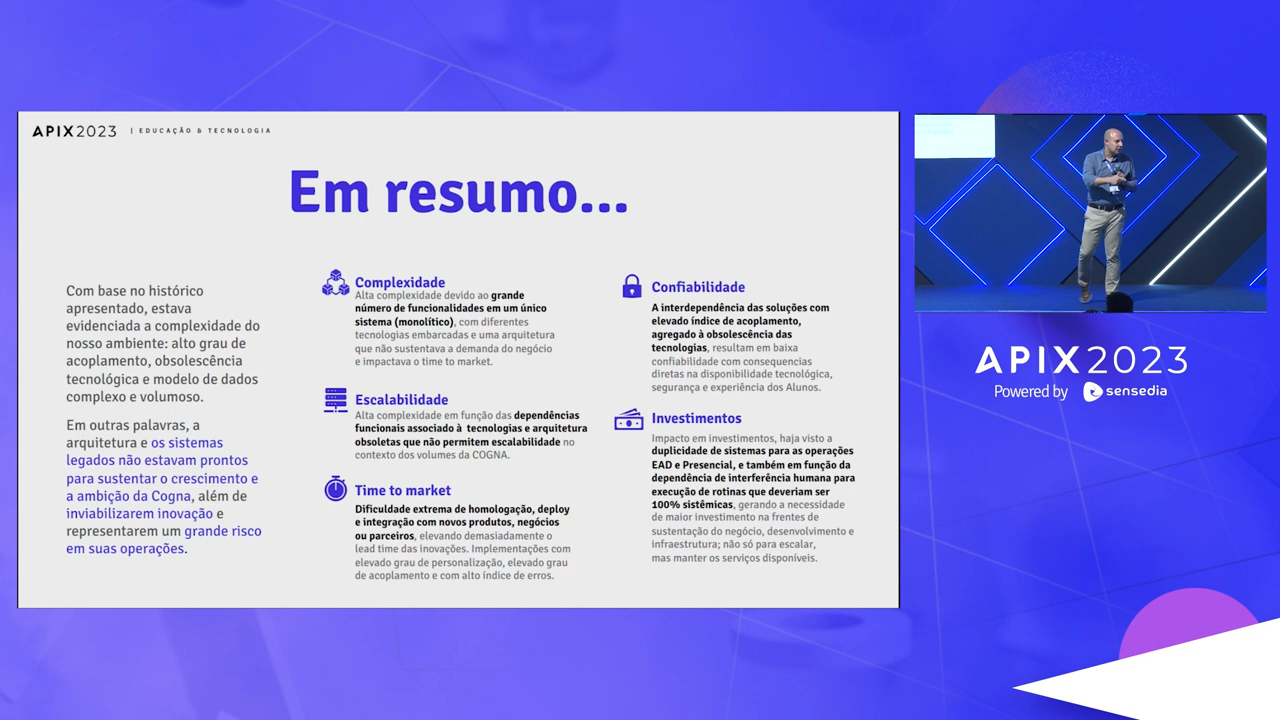 APIX2023 | EDUCAÇÃO & TECNOLOGIA
Em resumo...
Com base no histórico
apresentado, estava
evidenciada a complexidade do
nosso ambiente: alto grau de
acoplamento, obsolescência
tecnológica e modelo de dados
complexo e volumoso.
Em outras palavras, a
arquitetura e os sistemas
legados não estavam prontos
para sustentar o crescimento e
a ambição da Cogna, além de
inviabilizarem inovação e
representarem um grande risco
em suas operações.
Complexidade
Alta complexidade devido ao grande
número de funcionalidades em um único
sistema (monolítico), com diferentes
tecnologias embarcadas e uma arquitetura
que não sustentava a demanda do negócio
e impactava o time to market.
Escalabilidade
Alta complexidade em função das dependências
funcionais associado à tecnologias e arquitetura
obsoletas que não permitem escalabilidade no
contexto dos volumes da COGNA.
Time to market
Dificuldade extrema de homologação, deploy
e integração com novos produtos, negócios
ou parceiros, elevando demasiadamente o
lead time das inovações. Implementações com
elevado grau de personalização, elevado grau
de acoplamento e com alto índice de erros.
Confiabilidade
A interdependência das soluções com
elevado índice de acoplamento,
agregado à obsolescência das
tecnologias, resultam em baixa
confiabilidade com consequencias
diretas na disponibilidade tecnológica,
segurança e experiência dos Alunos.
Investimentos
Impacto em investimentos, haja visto a
duplicidade de sistemas para as operações
EAD e Presencial, e também em função da
dependência de interferência humana para
execução de rotinas que deveriam ser
100% sistêmicas, gerando a necessidade
de maior investimento na frentes de
sustentação do negócio, desenvolvimento e
infraestrutura; não só para escalar,
mas manter os serviços disponíveis.
APIX2023
Powered by sensedia